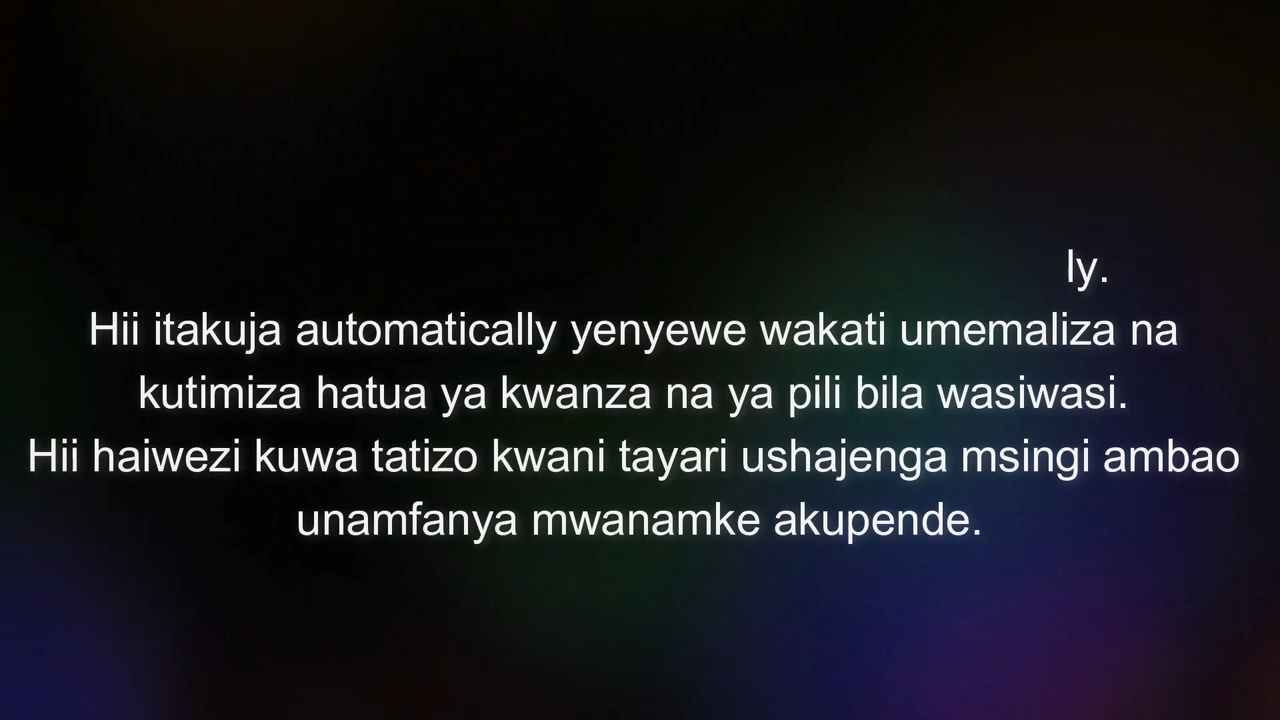 ly.
Hii itakuja automatically yenyewe wakati umemaliza na
kutimiza hatua ya kwanza na ya pili bila wasiwasi.
Hii haiwezi kuwa tatizo kwani tayari ushajenga msingi ambao
unamfanya mwanamke akupende.